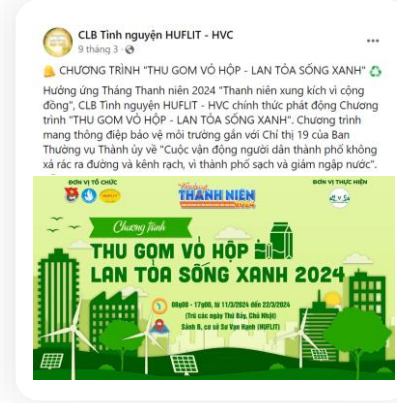 CLB Tình nguyện HUFLIT - HVC
9 tháng 3 ·
CHƯƠNG TRÌNH "THU GOM VỎ HỘP - LAN TỎA SỐNG XANH"
Hưởng ứng Tháng Thanh niên 2024 "Thanh niên xung kích vì cộng
đồng", CLB Tình nguyện HUFLIT - HVC chính thức phát động Chương
trình "THU GOM VỎ HỘP - LAN TỎA SỐNG XANH". Chương trình
mang thông điệp bảo vệ môi trường gắn với Chỉ thị 19 của Ban
Thường vụ Thành ủy về "Cuộc vận động người dân thành phố không
xả rác ra đường và kênh rạch, vì thành phố sạch và giảm ngập nước".
ĐƠN VỊ TỔ CHỨC
THANH NIÊN
ĐƠN VỊ THỰC HIỆN
Chương trình
THU GOM VỎ HỘP
LAN TỎA SỐNG XANH 2024
08g00 - 17g00, từ 11/3/2024 đến 22/3/2024
(Trừ các ngày Thứ Bảy, Chủ Nhật)
Sảnh B, cơ sở Sư Vạn Hạnh (HUFLIT)